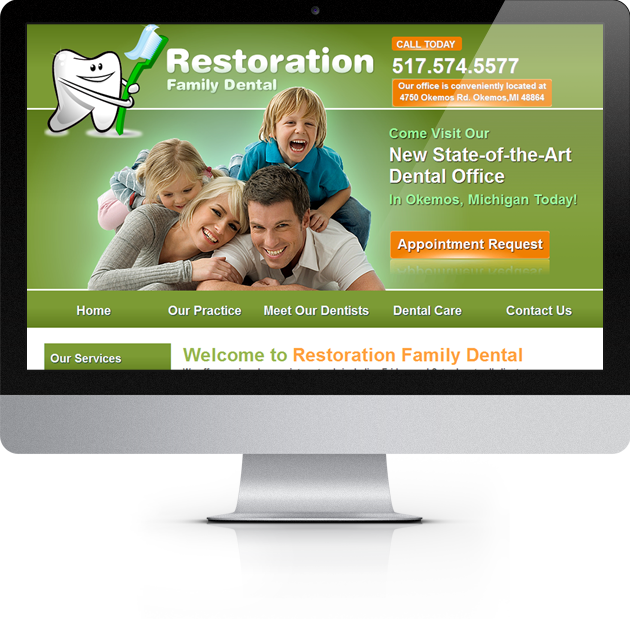 Restoration
Family Dental
CALL TODAY
517.574.5577
Our office is conveniently located at
4750 Okemos Rd. Okemos,MI 48864
Come Visit Our
New State-of-the-Art
Dental Office
In Okemos, Michigan Today!
Appointment Request
Home Our Practice Meet Our Dentists Dental Care Contact Us
Our Services
Welcome to Restoration Family Dental